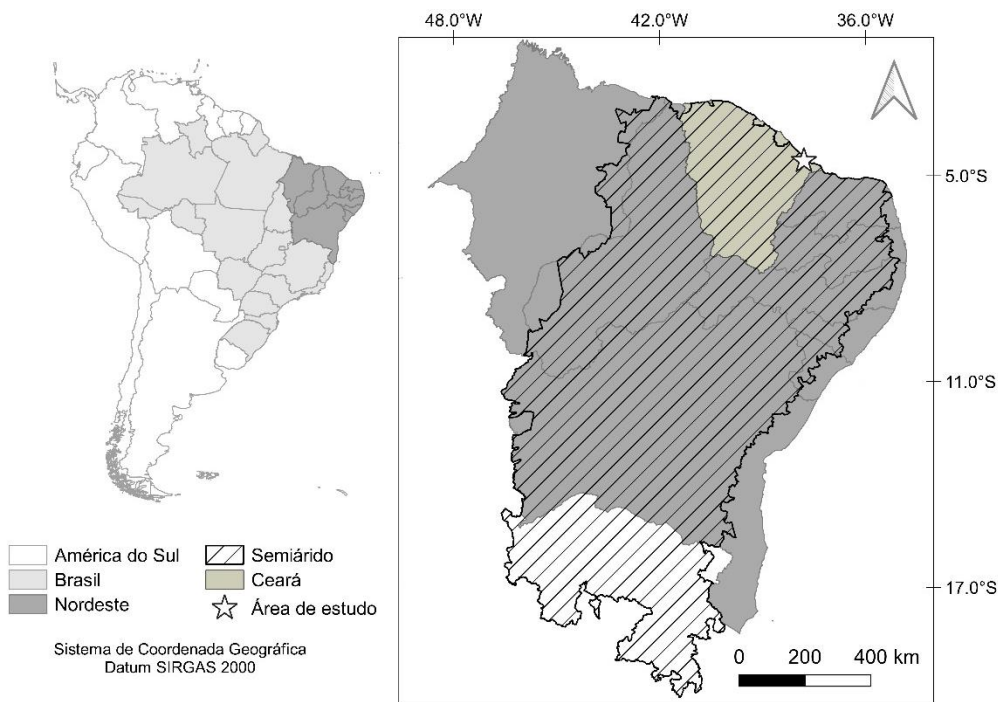 48.0°W 42.0°W 36.0°W
5.0°S
11.0°S
17.0°S
América do Sul
Brasil
Nordeste
Semiárido
Ceará
Área de estudo
Sistema de Coordenada Geográfica
Datum SIRGAS 2000
0 200 400 km